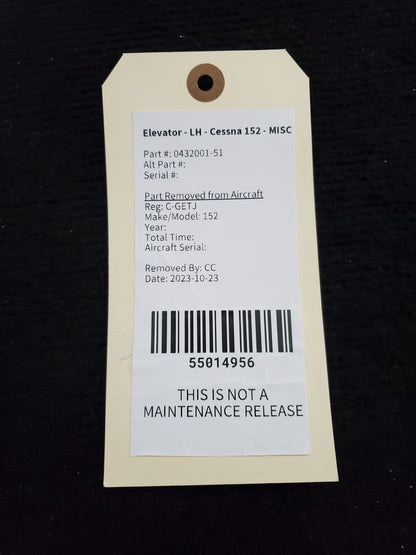 Elevator - LH - Cessna 152 - MISC
Part #: 0432001-51
Alt Part #:
Serial #:
Part Removed from Aircraft
Reg: C-GETJ
Make/Model: 152
Year:
Total Time:
Aircraft Serial:
Removed By: CC
Date: 2023-10-23
55014956
THIS IS NOT A
MAINTENANCE RELEASE